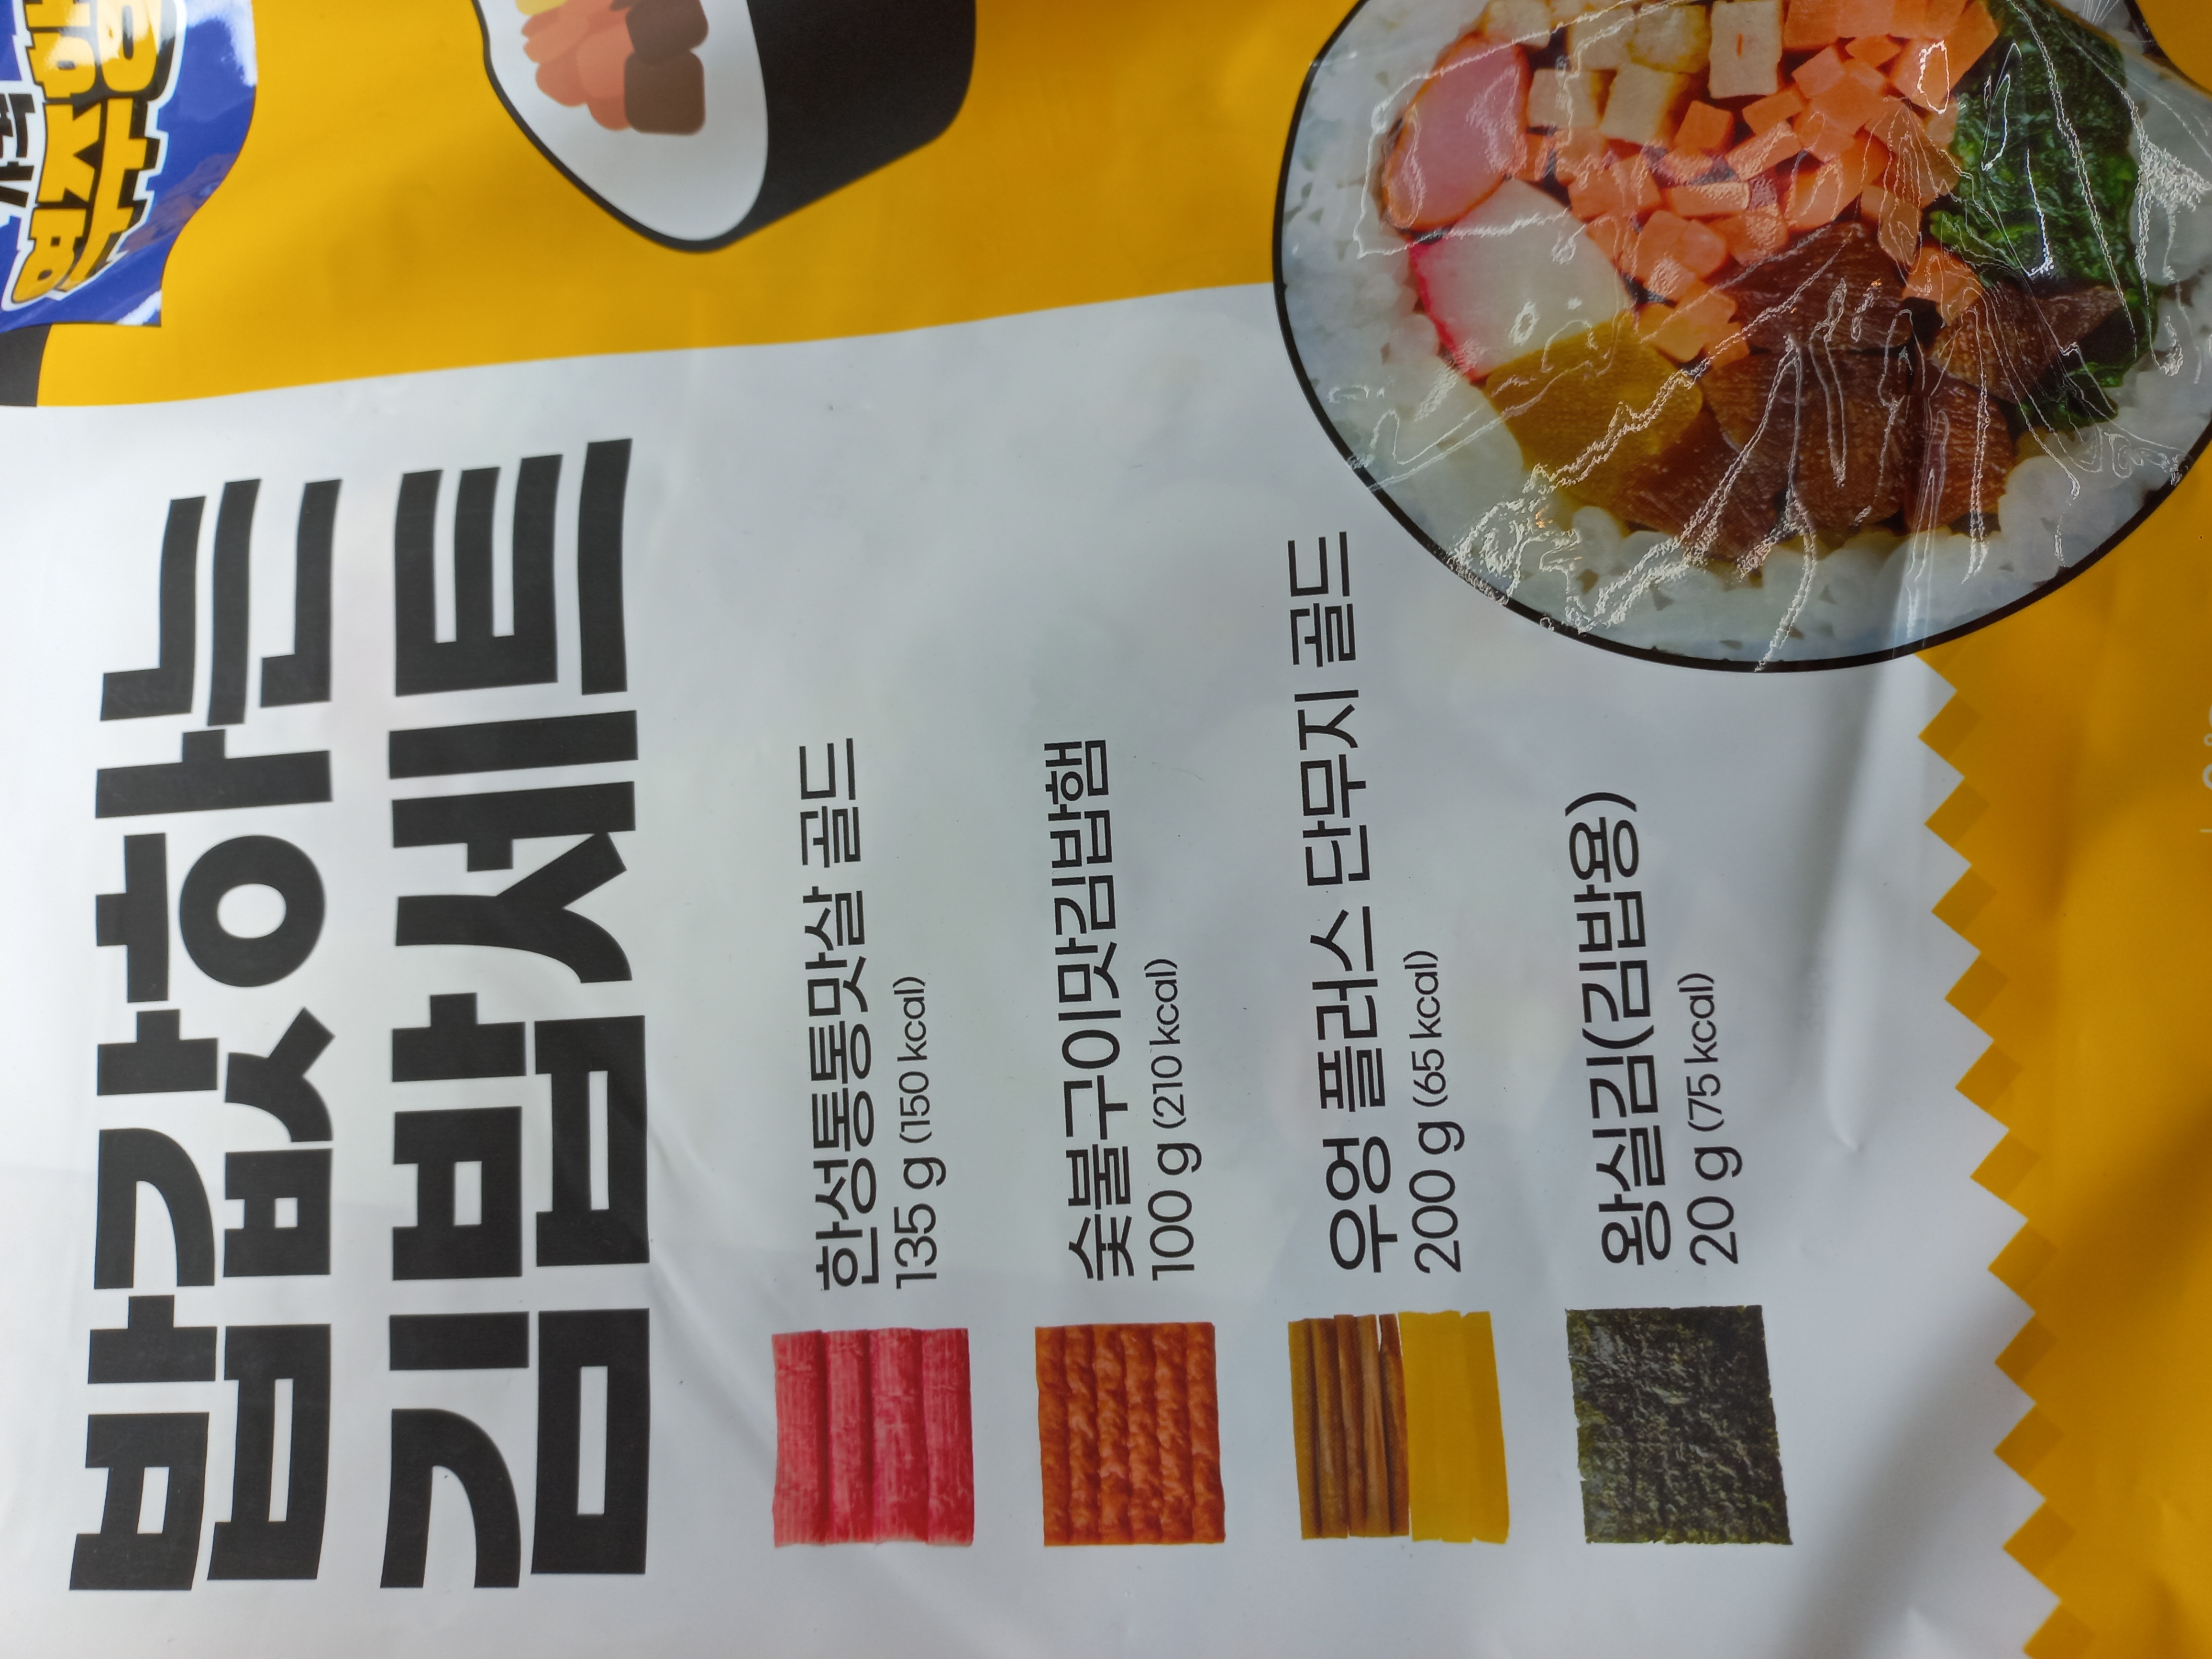 밥값하는
김밥세트
한성통통맛살 골드
135 g (150 kcal)
숯불구이맛김밥햄
100 g (210 kcal)
우엉 플러스 단무지 골드
200 g (65 kcal)
왕실김(김밥용)
20 g (75 kcal)